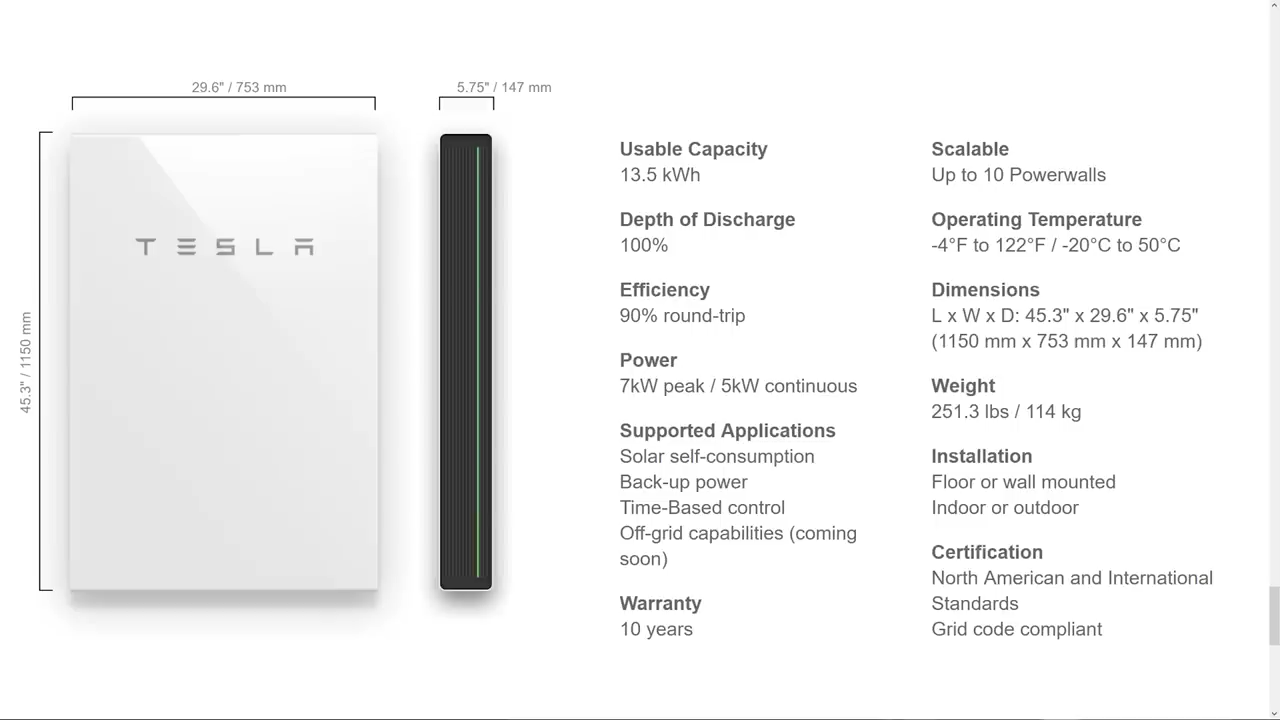 29.6" / 753 mm
5.75" / 147 mm
45.3" / 1150 mm
TESLA
Usable Capacity
13.5 kWh
Depth of Discharge
100%
Efficiency
90% round-trip
Power
7kW peak / 5kW continuous
Supported Applications
Solar self-consumption
Back-up power
Time-Based control
Off-grid capabilities (coming
soon)
Warranty
10 years
Scalable
Up to 10 Powerwalls
Operating Temperature
-4°F to 122°F / -20°C to 50°C
Dimensions
L x W x D: 45.3" x 29.6" x 5.75"
(1150 mm x 753 mm x 147 mm)
Weight
251.3 lbs / 114 kg
Installation
Floor or wall mounted
Indoor or outdoor
Certification
North American and International
Standards
Grid code compliant